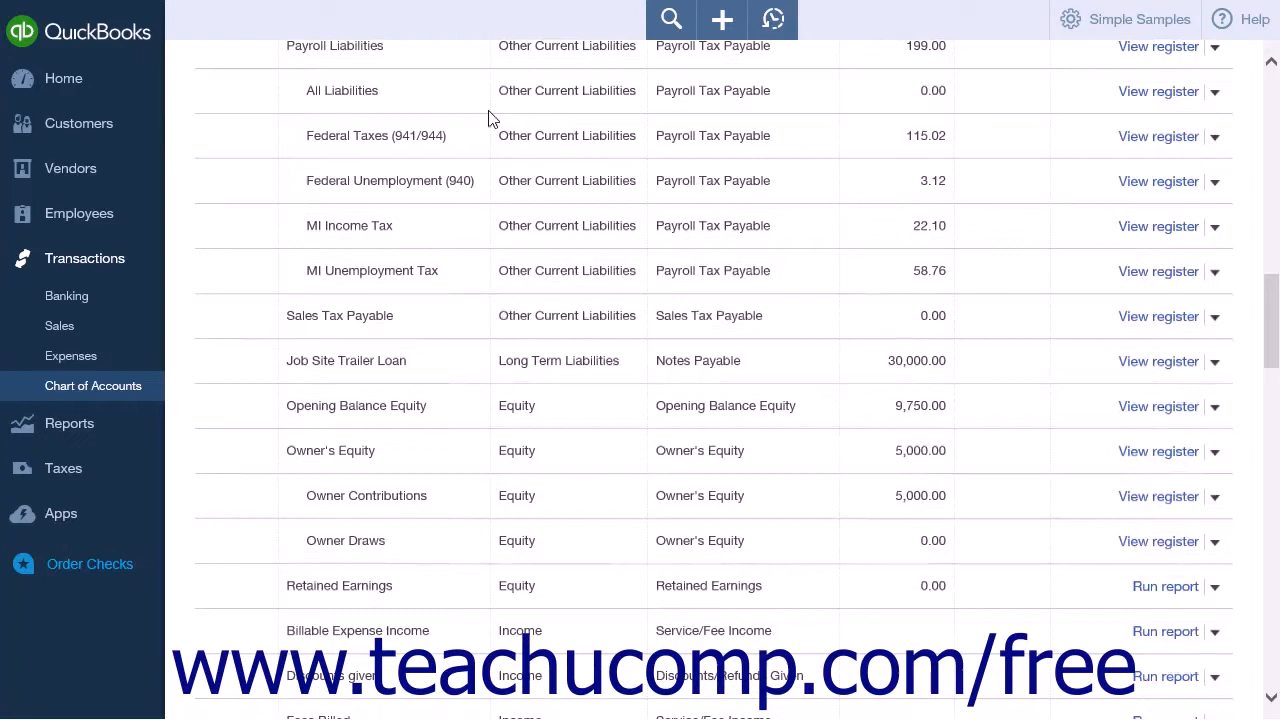 QuickBooks
Simple Samples
Help
Home
Customers
Vendors
Employees
Transactions
Banking
Sales
Expenses
Chart of Accounts
Reports
Taxes
Apps
Order Checks
Payroll Liabilities Other Current Liabilities Payroll Tax Payable 199.00 View register
All Liabilities Other Current Liabilities Payroll Tax Payable 0.00 View register
Federal Taxes (941/944) Other Current Liabilities Payroll Tax Payable 115.02 View register
Federal Unemployment (940) Other Current Liabilities Payroll Tax Payable 3.12 View register
MI Income Tax Other Current Liabilities Payroll Tax Payable 22.10 View register
MI Unemployment Tax Other Current Liabilities Payroll Tax Payable 58.76 View register
Sales Tax Payable Other Current Liabilities Sales Tax Payable 0.00 View register
Job Site Trailer Loan Long Term Liabilities Notes Payable 30,000.00 View register
Opening Balance Equity Equity Opening Balance Equity 9,750.00 View register
Owner's Equity Equity Owner's Equity 5,000.00 View register
Owner Contributions Equity Owner's Equity 5,000.00 View register
Owner Draws Equity Owner's Equity 0.00 View register
Retained Earnings Equity Retained Earnings 0.00 Run report
Billable Expense Income Income Service/Fee Income Run report
Discounts given Income Discounts/Refunds Given Run report
www.teachucomp.com/free